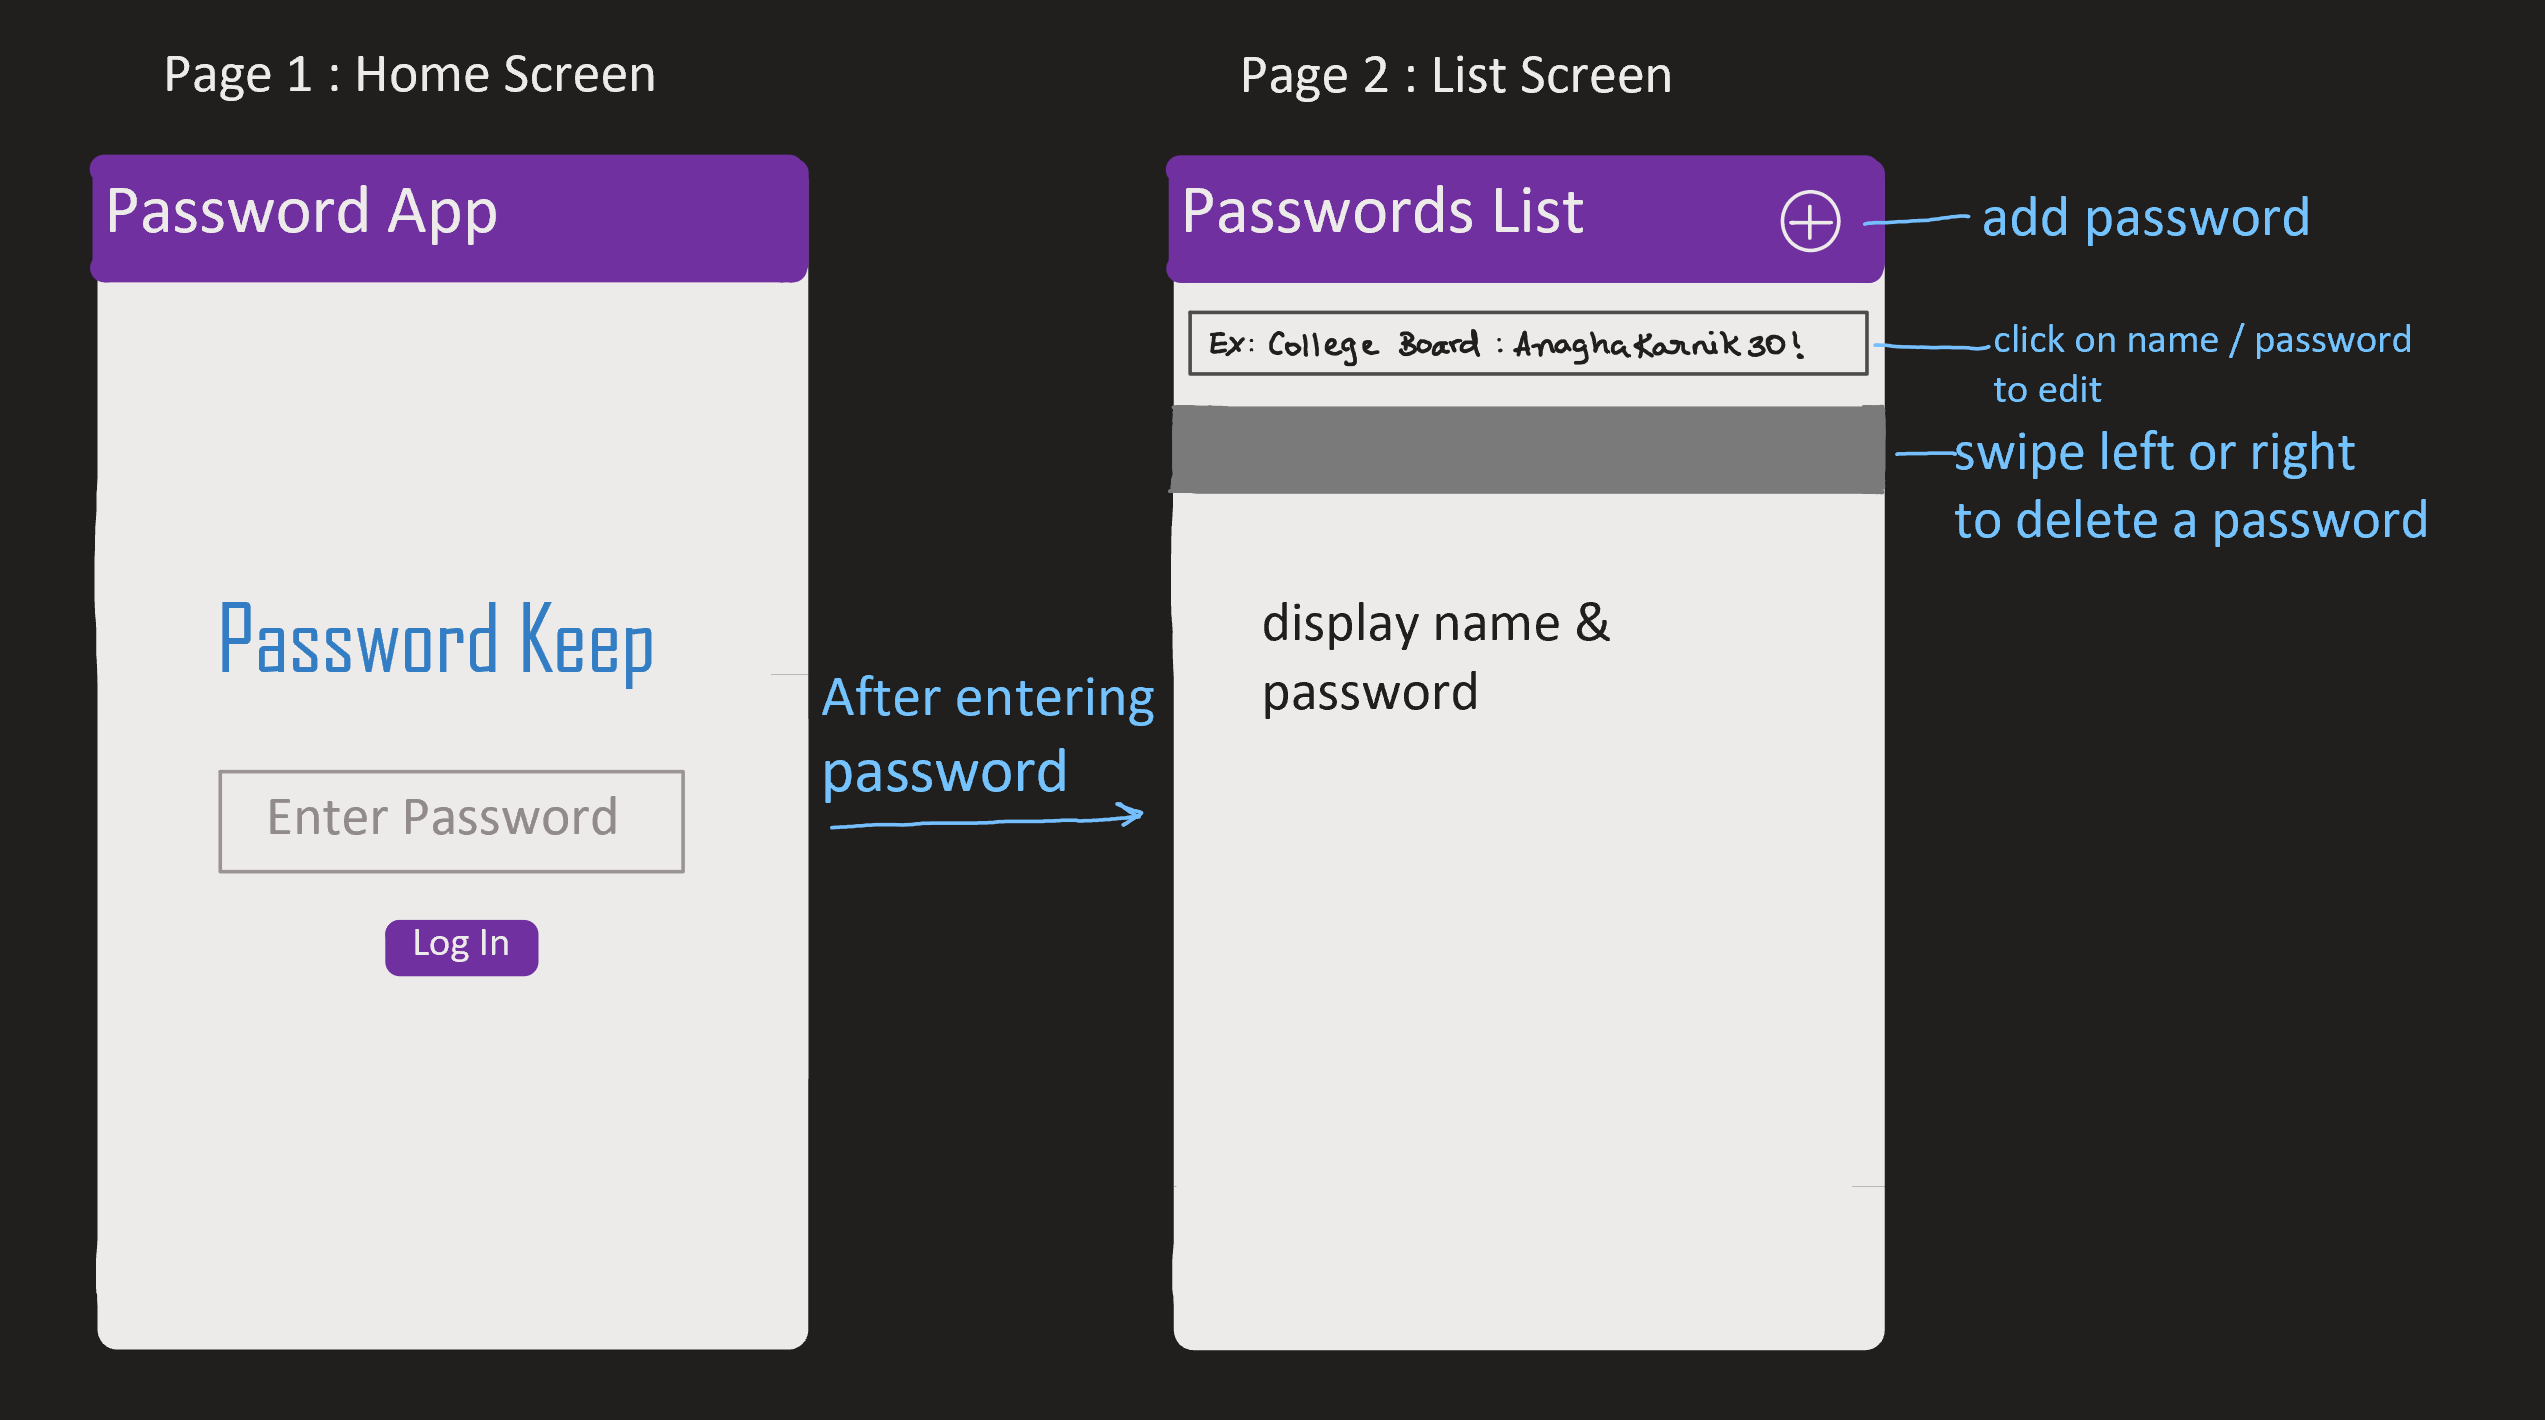 Page 1 : Home Screen
Password App
Password Keep
Enter Password
Log In
After entering
password
Page 2 : List Screen
Passwords List
add password
Ex: College Board : AnaghaKarnik30!
click on name / password
to edit
swipe left or right
to delete a password
display name &
password